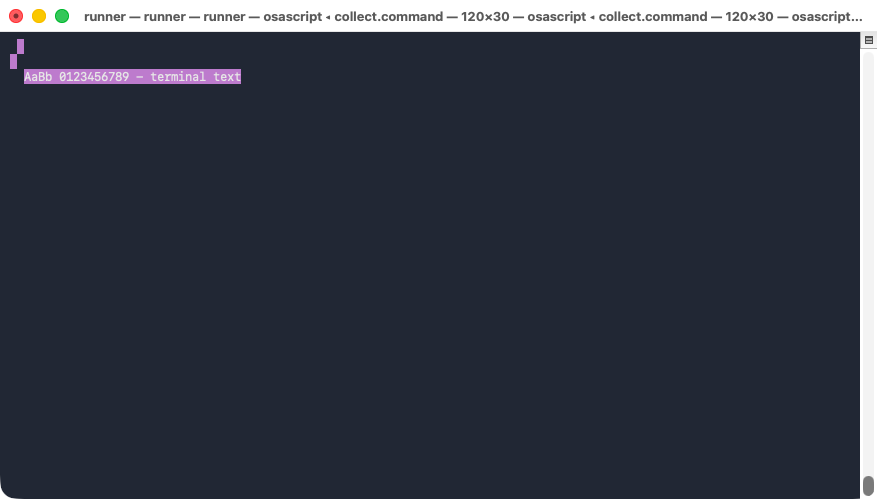 runner — runner — runner — osascript ◂ collect.command — 120×30 — osascript ◂ collect.command — 120×30 — osascript...
AaBb 0123456789 — terminal text